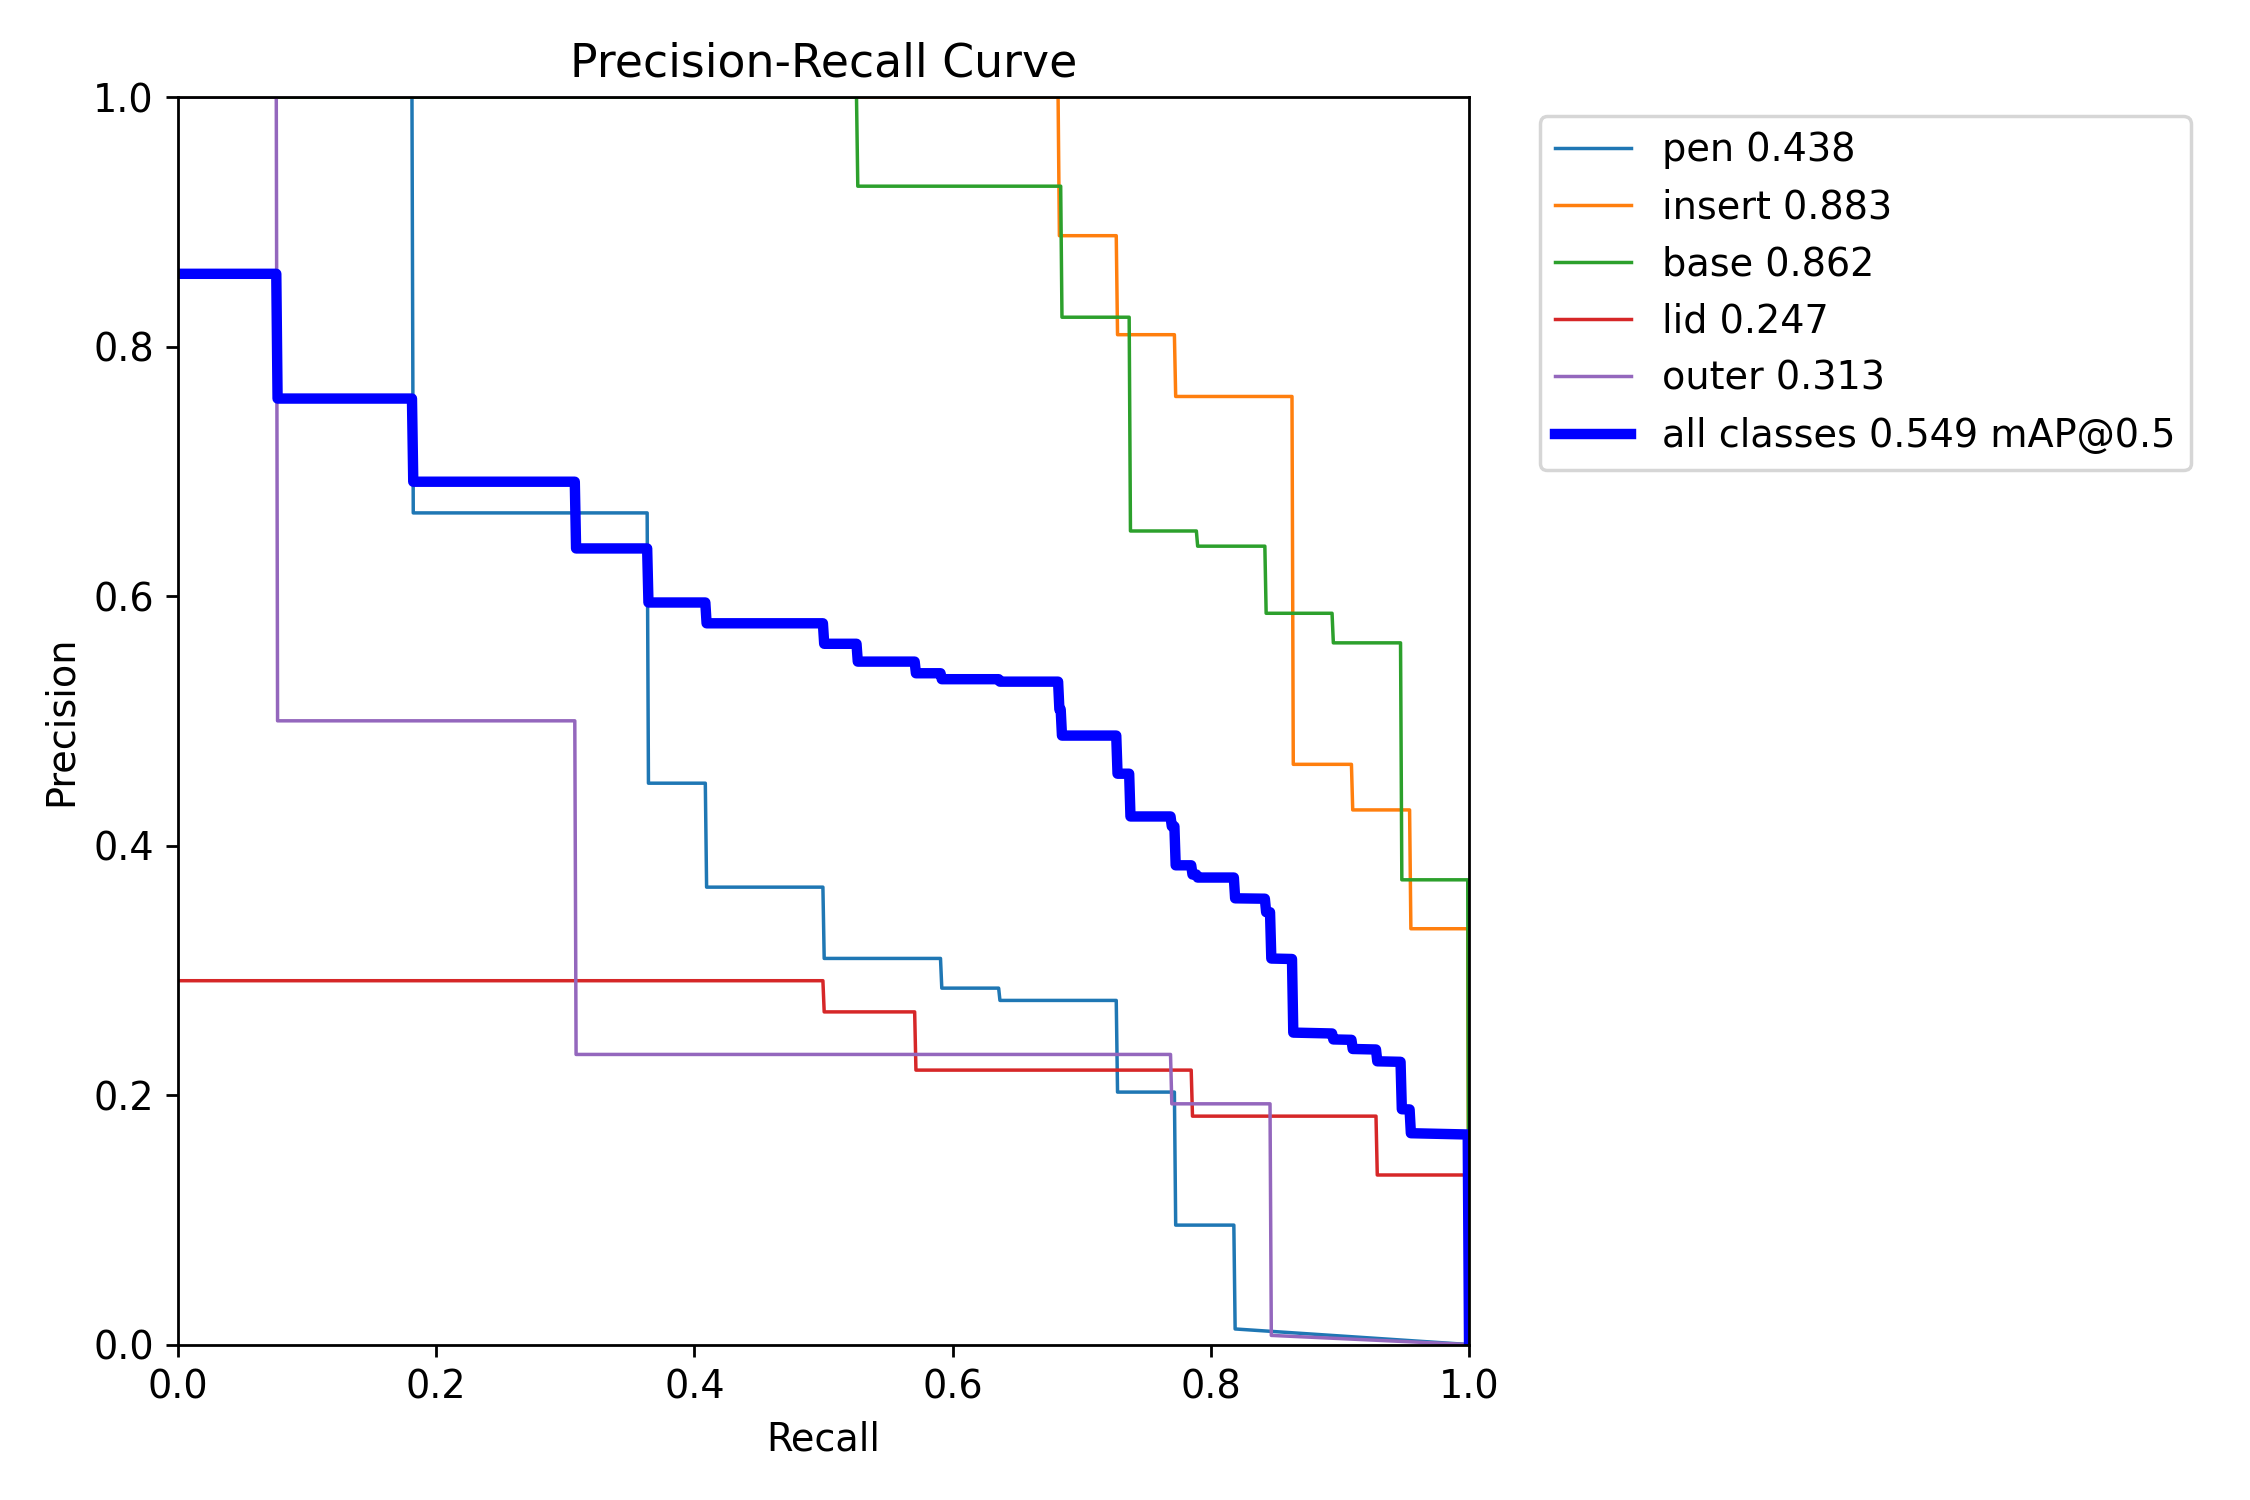 Precision-Recall Curve
1.0
0.8
0.6
0.4
0.2
0.0
Precision
0.0 0.2 0.4 0.6 0.8 1.0
Recall
pen 0.438
insert 0.883
base 0.862
lid 0.247
outer 0.313
all classes 0.549 mAP@0.5